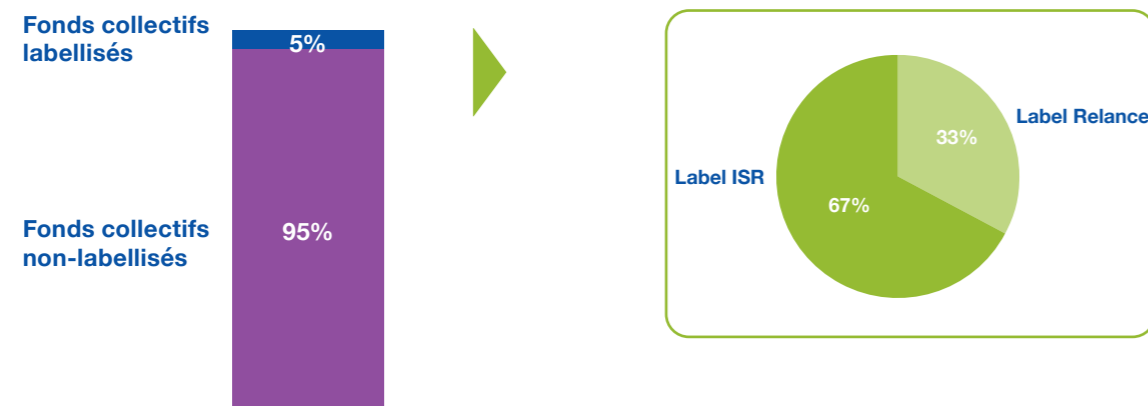 Fonds collectifs
labellisés
5%
Fonds collectifs
non-labellisés
95%
Label Relance
33%
Label ISR
67%